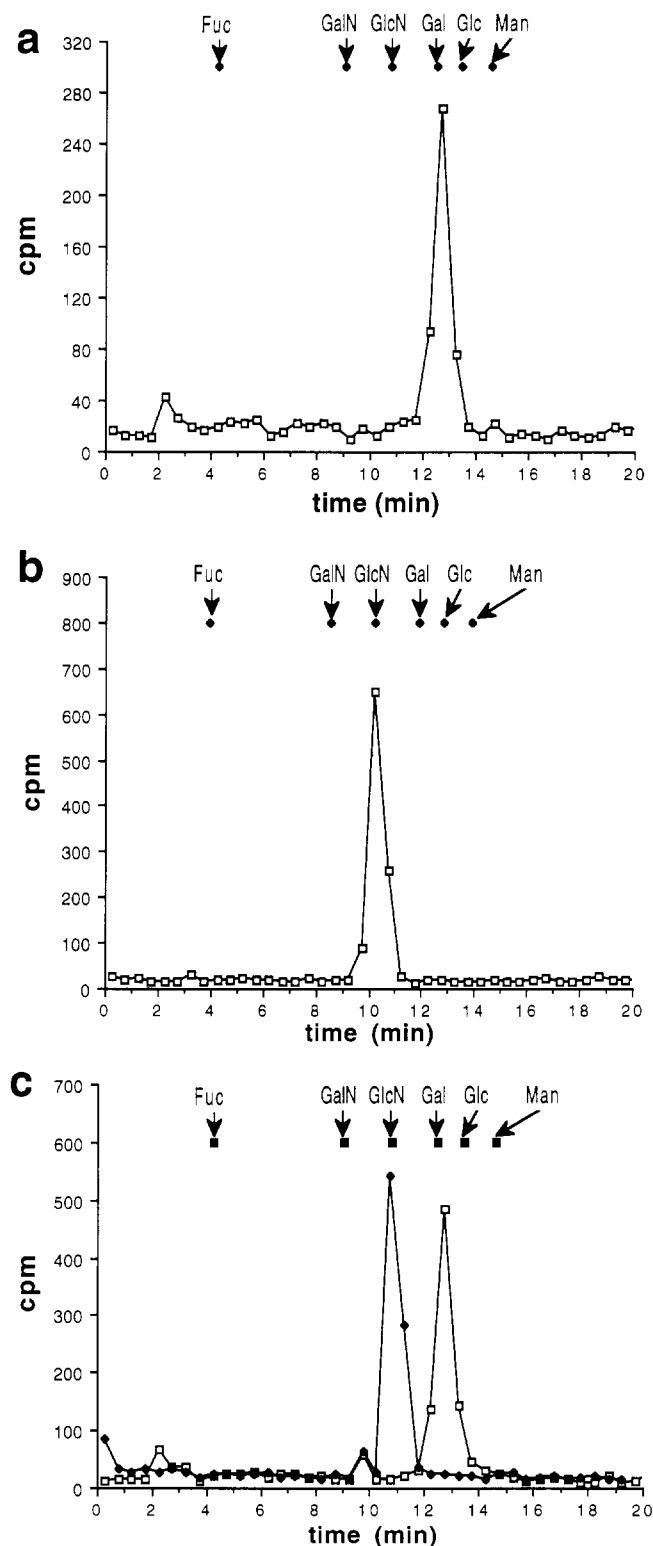 a
Fuc GalN GlcN Gal Glc Man
320
280
240
200
160
120
80
40
0
cpm
0 2 4 6 8 10 12 14 16 18 20
time (min)
b
Fuc GalN GlcN Gal Glc Man
900
800
700
600
500
400
300
200
100
0
cpm
0 2 4 6 8 10 12 14 16 18 20
time (min)
c
Fuc GalN GlcN Gal Glc Man
700
600
500
400
300
200
100
0
cpm
0 2 4 6 8 10 12 14 16 18 20
time (min)